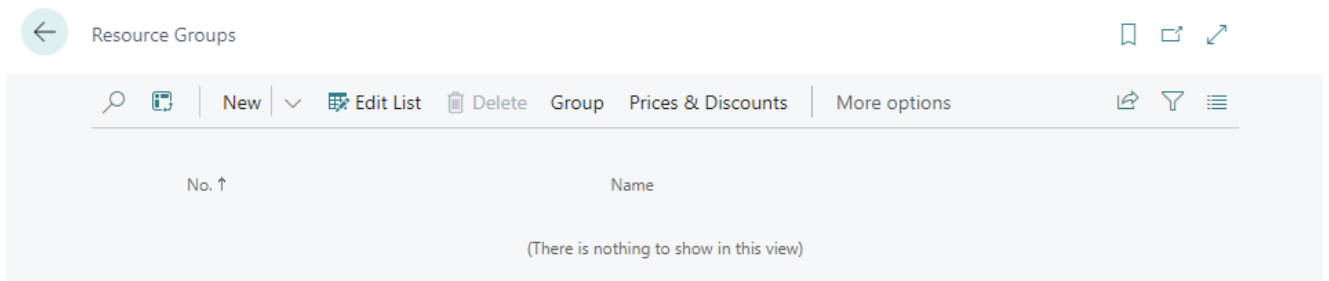 Resource Groups
New Edit List Delete Group Prices & Discounts More options
No. ↑ Name
(There is nothing to show in this view)